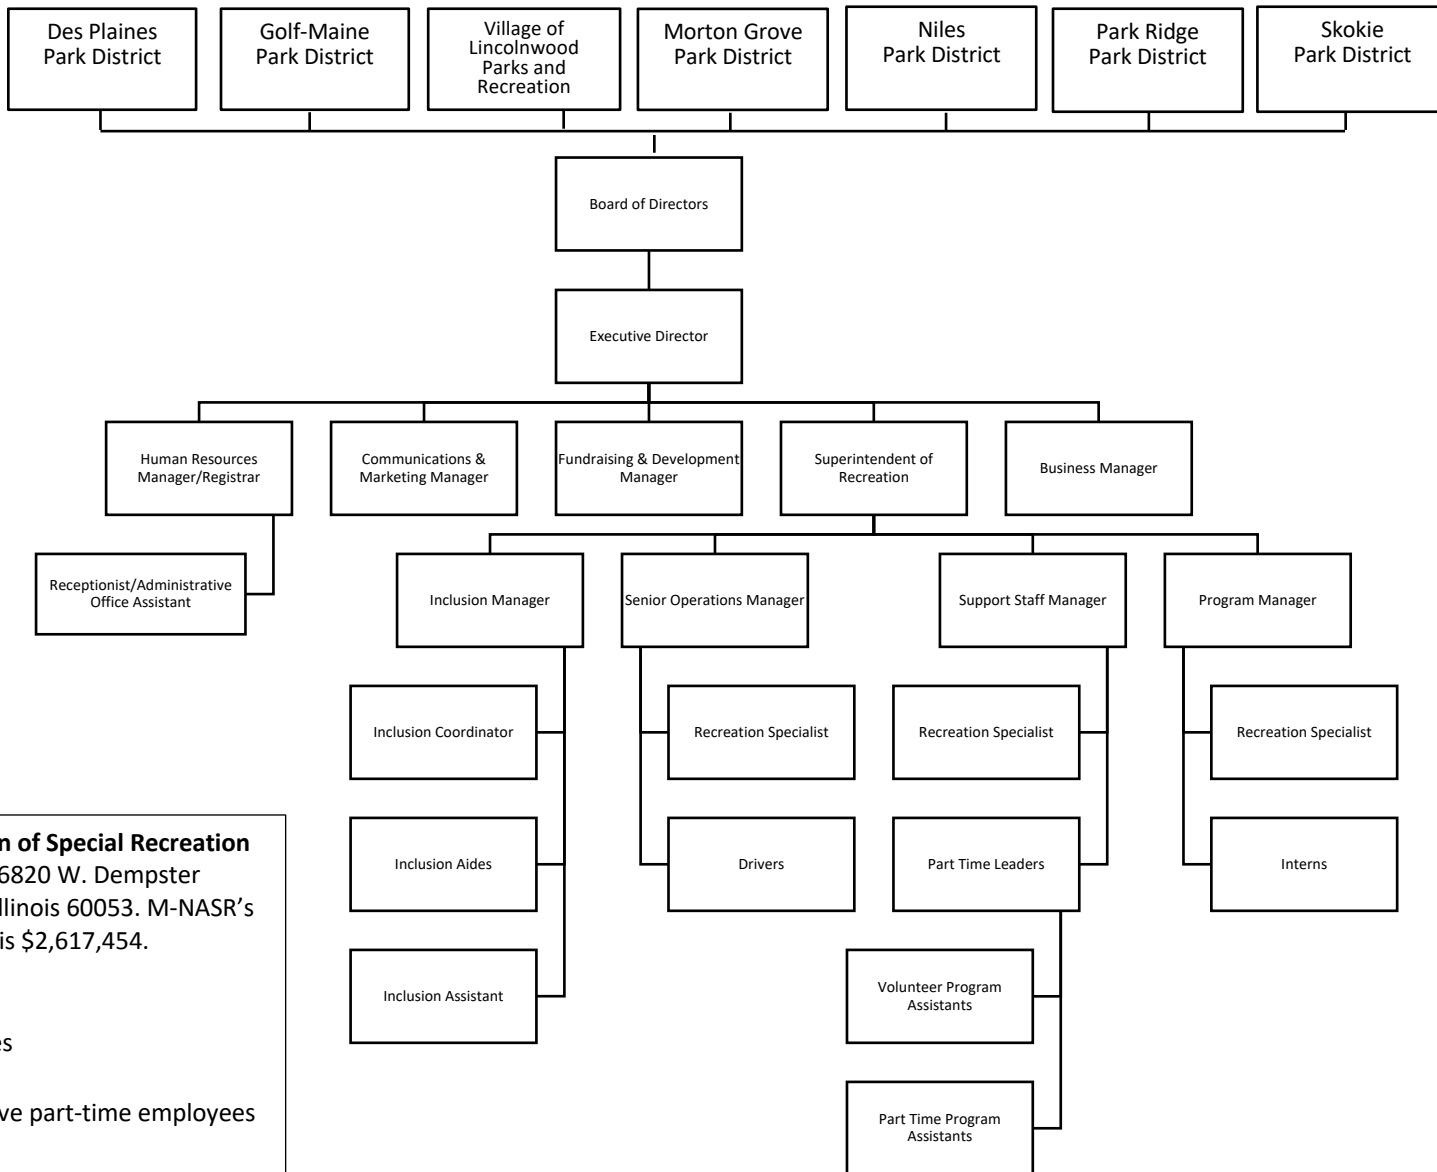 Des Plaines
Park District
Golf-Maine
Park District
Village of
Lincolnwood
Parks and
Recreation
Morton Grove
Park District
Niles
Park District
Park Ridge
Park District
Skokie
Park District
Board of Directors
Executive Director
Human Resources
Manager/Registrar
Communications &
Marketing Manager
Fundraising & Development
Manager
Superintendent of
Recreation
Business Manager
Receptionist/Administrative
Office Assistant
Inclusion Manager
Senior Operations Manager
Support Staff Manager
Program Manager
Inclusion Coordinator
Recreation Specialist
Recreation Specialist
Recreation Specialist
Inclusion Aides
Drivers
Part Time Leaders
Interns
Inclusion Assistant
Volunteer Program
Assistants
Part Time Program
Assistants
n of Special Recreation
6820 W. Dempster
llinois 60053. M-NASR’s
is $2,617,454.
es
ve part-time employees